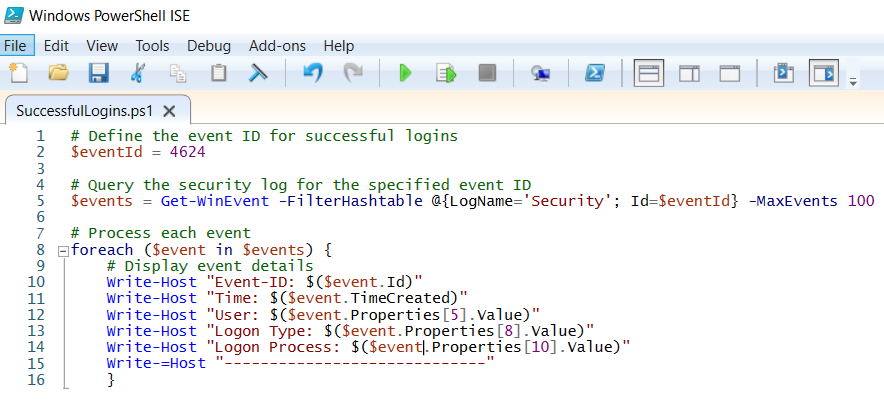 Windows PowerShell ISE
File Edit View Tools Debug Add-ons Help
SuccessfulLogins.ps1
1 # Define the event ID for successful logins
2 $eventId = 4624
3
4 # Query the security log for the specified event ID
5 $events = Get-WinEvent -FilterHashtable @{LogName='Security'; Id=$eventId} -MaxEvents 100
6
7 # Process each event
8 foreach ($event in $events) {
9 # Display event details
10 Write-Host "Event-ID: $($event.Id)"
11 Write-Host "Time: $($event.TimeCreated)"
12 Write-Host "User: $($event.Properties[5].Value)"
13 Write-Host "Logon Type: $($event.Properties[8].Value)"
14 Write-Host "Logon Process: $($event.Properties[10].Value)"
15 Write-=Host "-----------------------------"
16 }